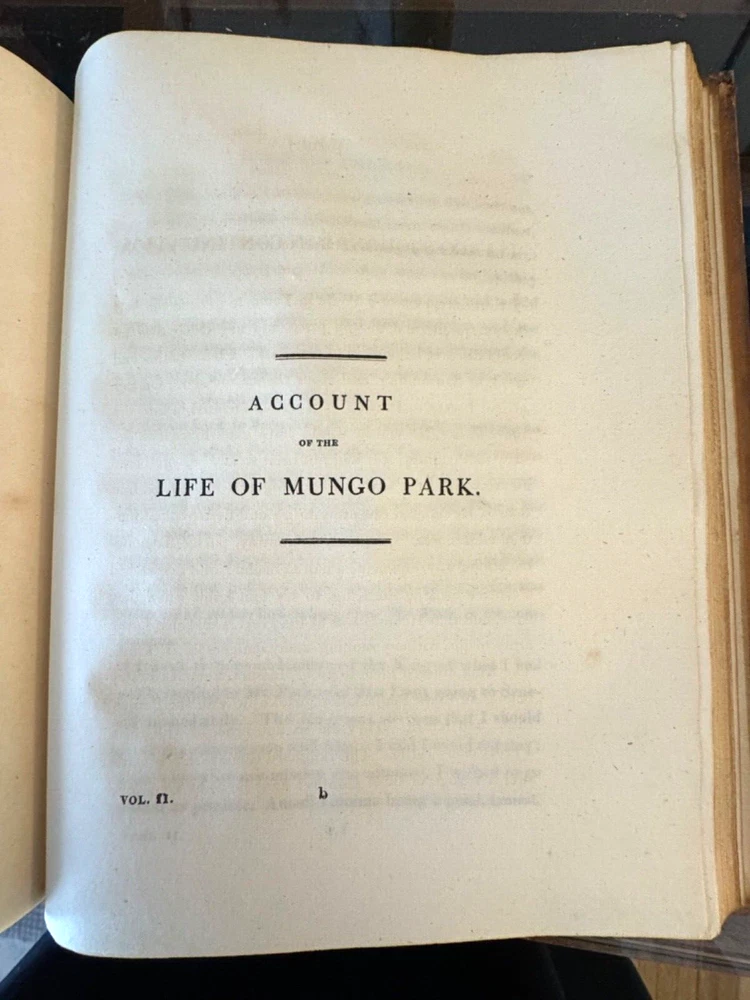 ACCOUNT
OF THE
LIFE OF MUNGO PARK.
VOL. II. b